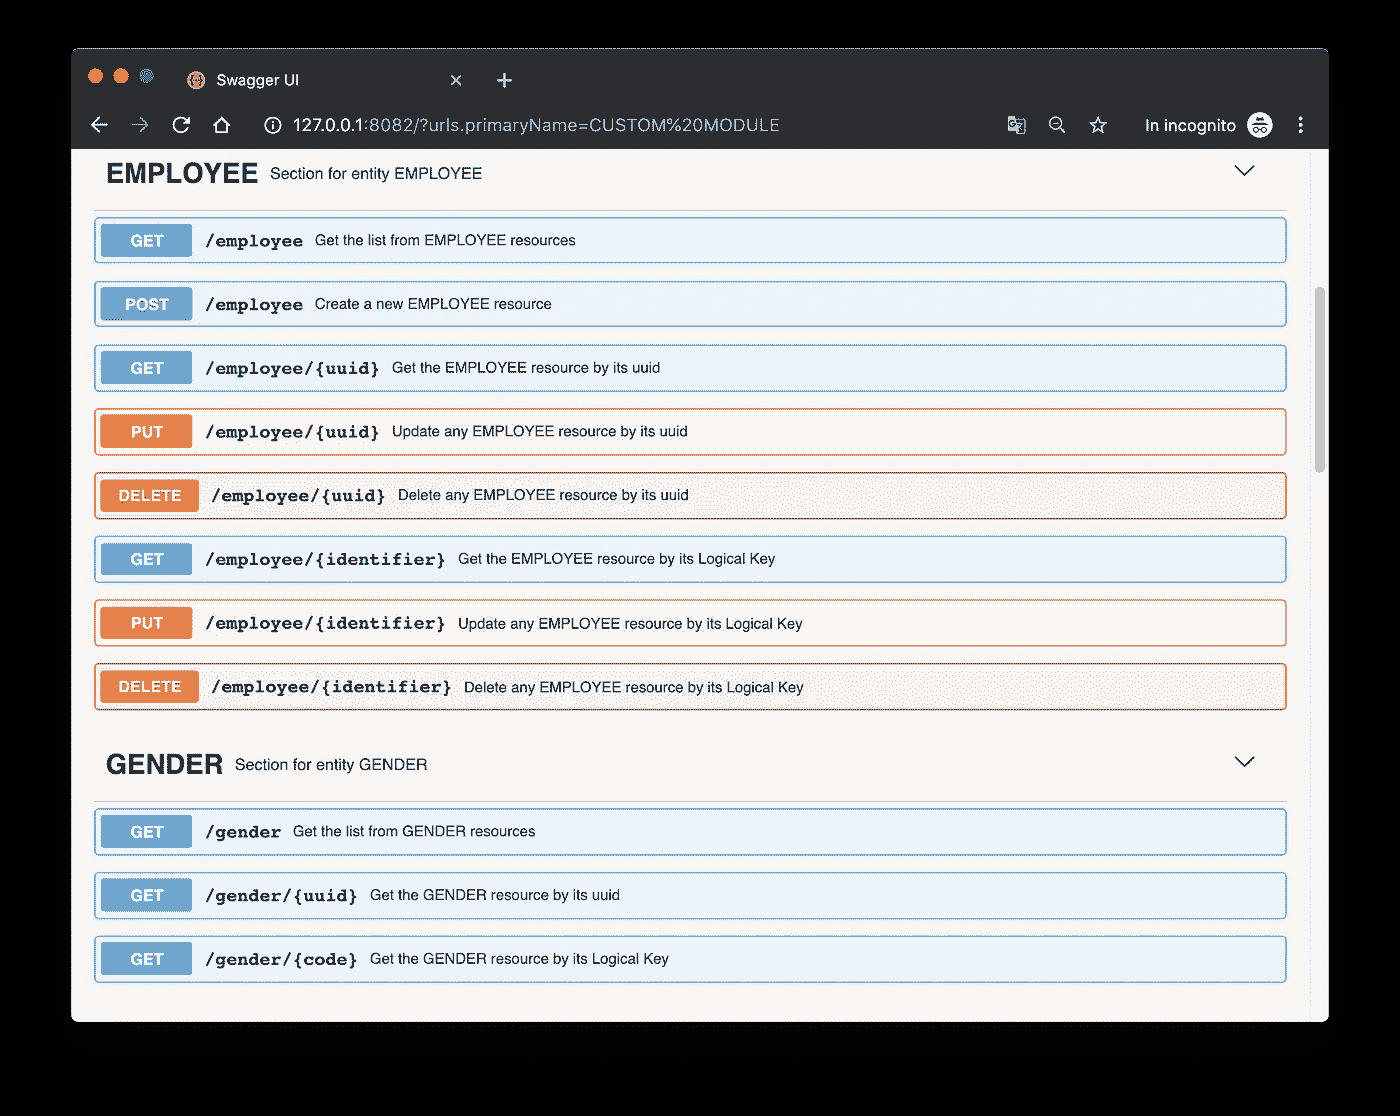 Swagger UI
127.0.0.1:8082/?urls.primaryName=CUSTOM%20MODULE In incognito
EMPLOYEE Section for entity EMPLOYEE
GET /employee Get the list from EMPLOYEE resources
POST /employee Create a new EMPLOYEE resource
GET /employee/{uuid} Get the EMPLOYEE resource by its uuid
PUT /employee/{uuid} Update any EMPLOYEE resource by its uuid
DELETE /employee/{uuid} Delete any EMPLOYEE resource by its uuid
GET /employee/{identifier} Get the EMPLOYEE resource by its Logical Key
PUT /employee/{identifier} Update any EMPLOYEE resource by its Logical Key
DELETE /employee/{identifier} Delete any EMPLOYEE resource by its Logical Key
GENDER Section for entity GENDER
GET /gender Get the list from GENDER resources
GET /gender/{uuid} Get the GENDER resource by its uuid
GET /gender/{code} Get the GENDER resource by its Logical Key